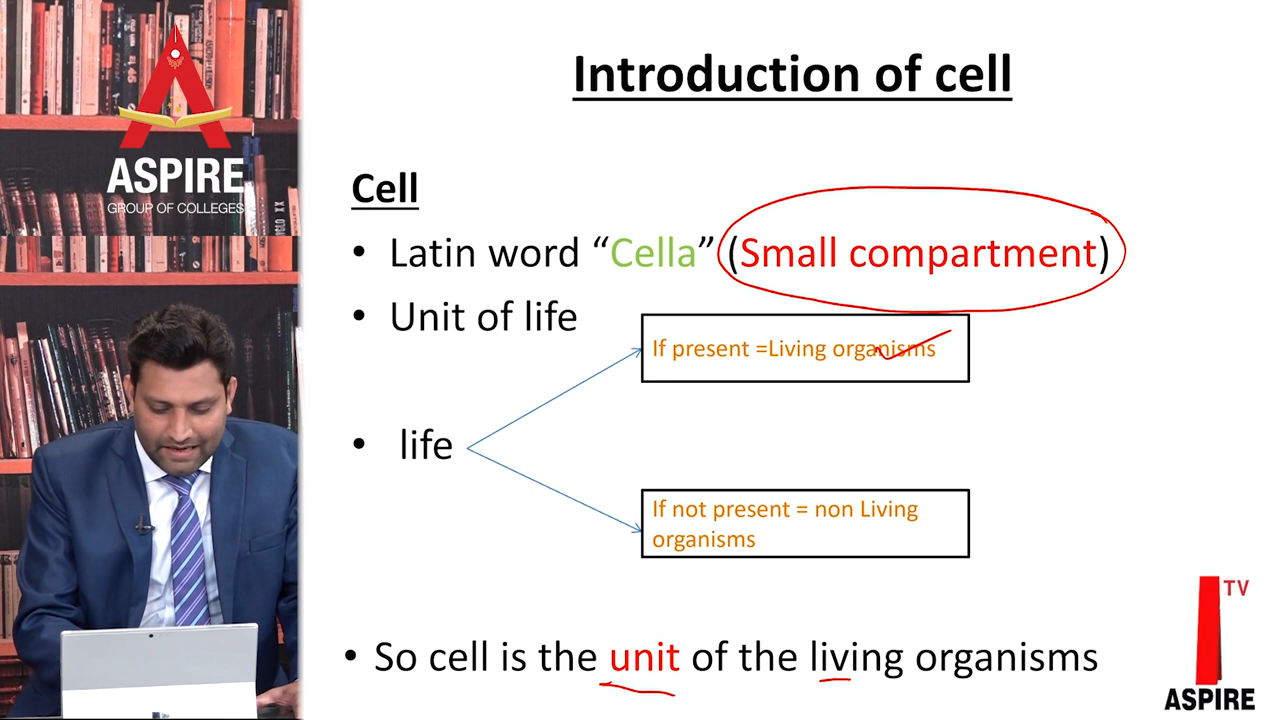 ASPIRE
GROUP OF COLLEGES
Introduction of cell
Cell
• Latin word “Cella” (Small compartment)
• Unit of life
If present =Living organisms
• life
If not present = non Living
organisms
• So cell is the unit of the living organisms
TV
ASPIRE